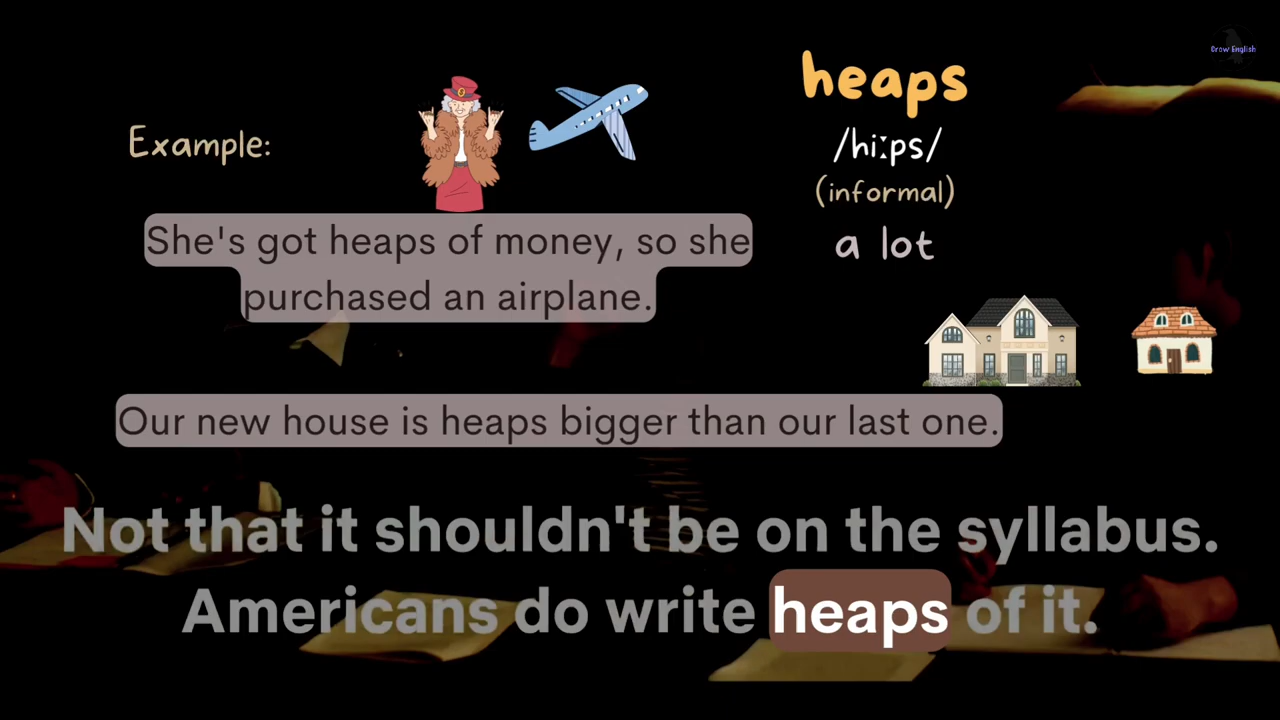 Crow English
heaps
/hiːps/
(informal)
a lot
Example:
She's got heaps of money, so she
purchased an airplane.
Our new house is heaps bigger than our last one.
Not that it shouldn't be on the syllabus.
Americans do write heaps of it.